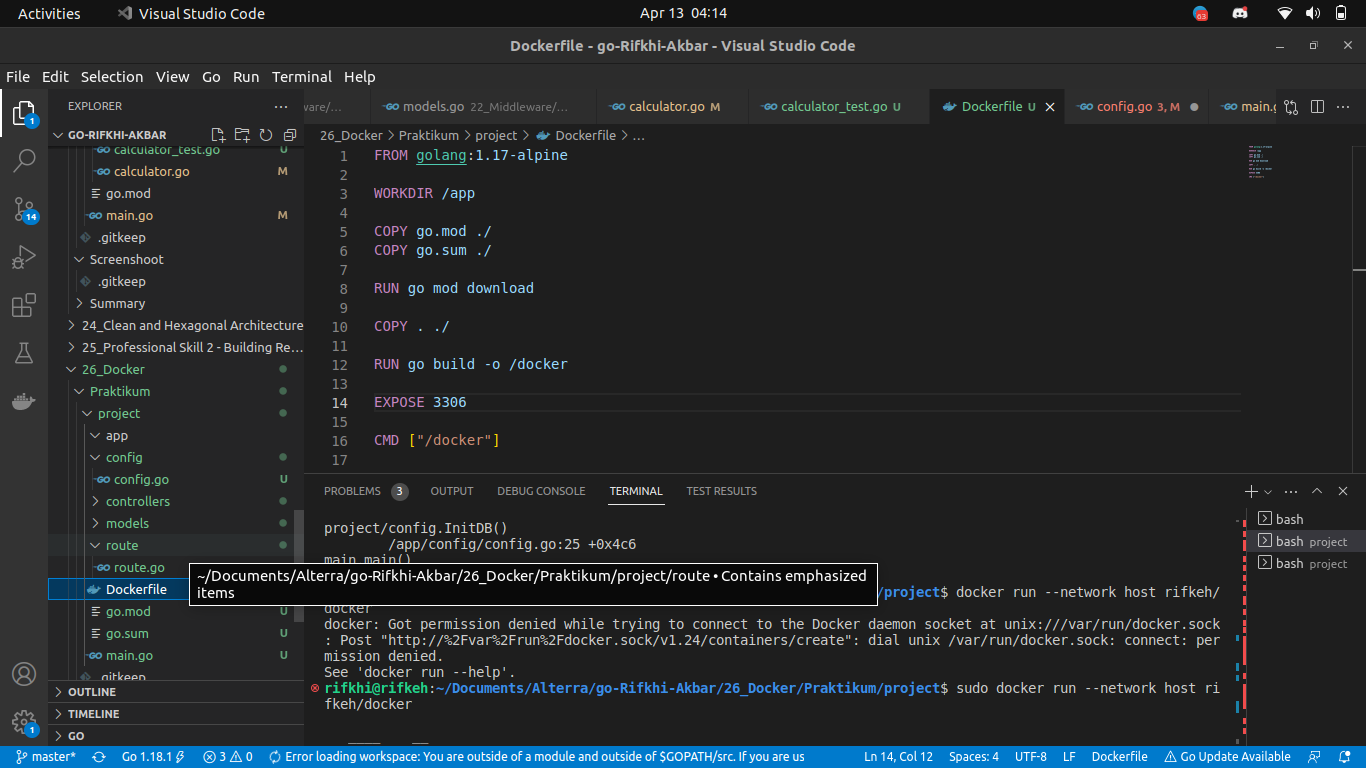 Activities
Visual Studio Code
Apr 13 04:14
63
Dockerfile - go-Rifkhi-Akbar - Visual Studio Code
File Edit Selection View Go Run Terminal Help
EXPLORER
GO-RIFKHI-AKBAR
calculator_test.go U
calculator.go M
go.mod
main.go M
.gitkeep
Screenshoot
.gitkeep
Summary
24_Clean and Hexagonal Architecture
25_Professional Skill 2 - Building Re...
26_Docker
Praktikum
project
app
config
config.go U
controllers
models
route
route.go
Dockerfile
go.mod U
go.sum U
main.go U
.gitkeep
OUTLINE
TIMELINE
GO
1
14
1
~/Documents/Alterra/go-Rifkhi-Akbar/26_Docker/Praktikum/project/route • Contains emphasized
items
ware/...
models.go 22_Middleware/...
calculator.go M
calculator_test.go U
Dockerfile U
config.go 3, M
main.g
26_Docker > Praktikum > project > Dockerfile > ...
1 FROM golang:1.17-alpine
2
3 WORKDIR /app
4
5 COPY go.mod ./
6 COPY go.sum ./
7
8 RUN go mod download
9
10 COPY . ./
11
12 RUN go build -o /docker
13
14 EXPOSE 3306
15
16 CMD ["/docker"]
17
PROBLEMS 3 OUTPUT DEBUG CONSOLE TERMINAL TEST RESULTS
project/config.InitDB()
/app/config/config.go:25 +0x4c6
main.main()
/project$ docker run --network host rifkeh/
docker
docker: Got permission denied while trying to connect to the Docker daemon socket at unix:///var/run/docker.sock
: Post "http://%2Fvar%2Frun%2Fdocker.sock/v1.24/containers/create": dial unix /var/run/docker.sock: connect: per
mission denied.
See 'docker run --help'.
rifkhi@rifkeh:~/Documents/Alterra/go-Rifkhi-Akbar/26_Docker/Praktikum/project$ sudo docker run --network host ri
fkeh/docker
bash
bash project
bash project
master* Go 1.18.1 3 0 Error loading workspace: You are outside of a module and outside of $GOPATH/src. If you are us
Ln 14, Col 12 Spaces: 4 UTF-8 LF Dockerfile Go Update Available